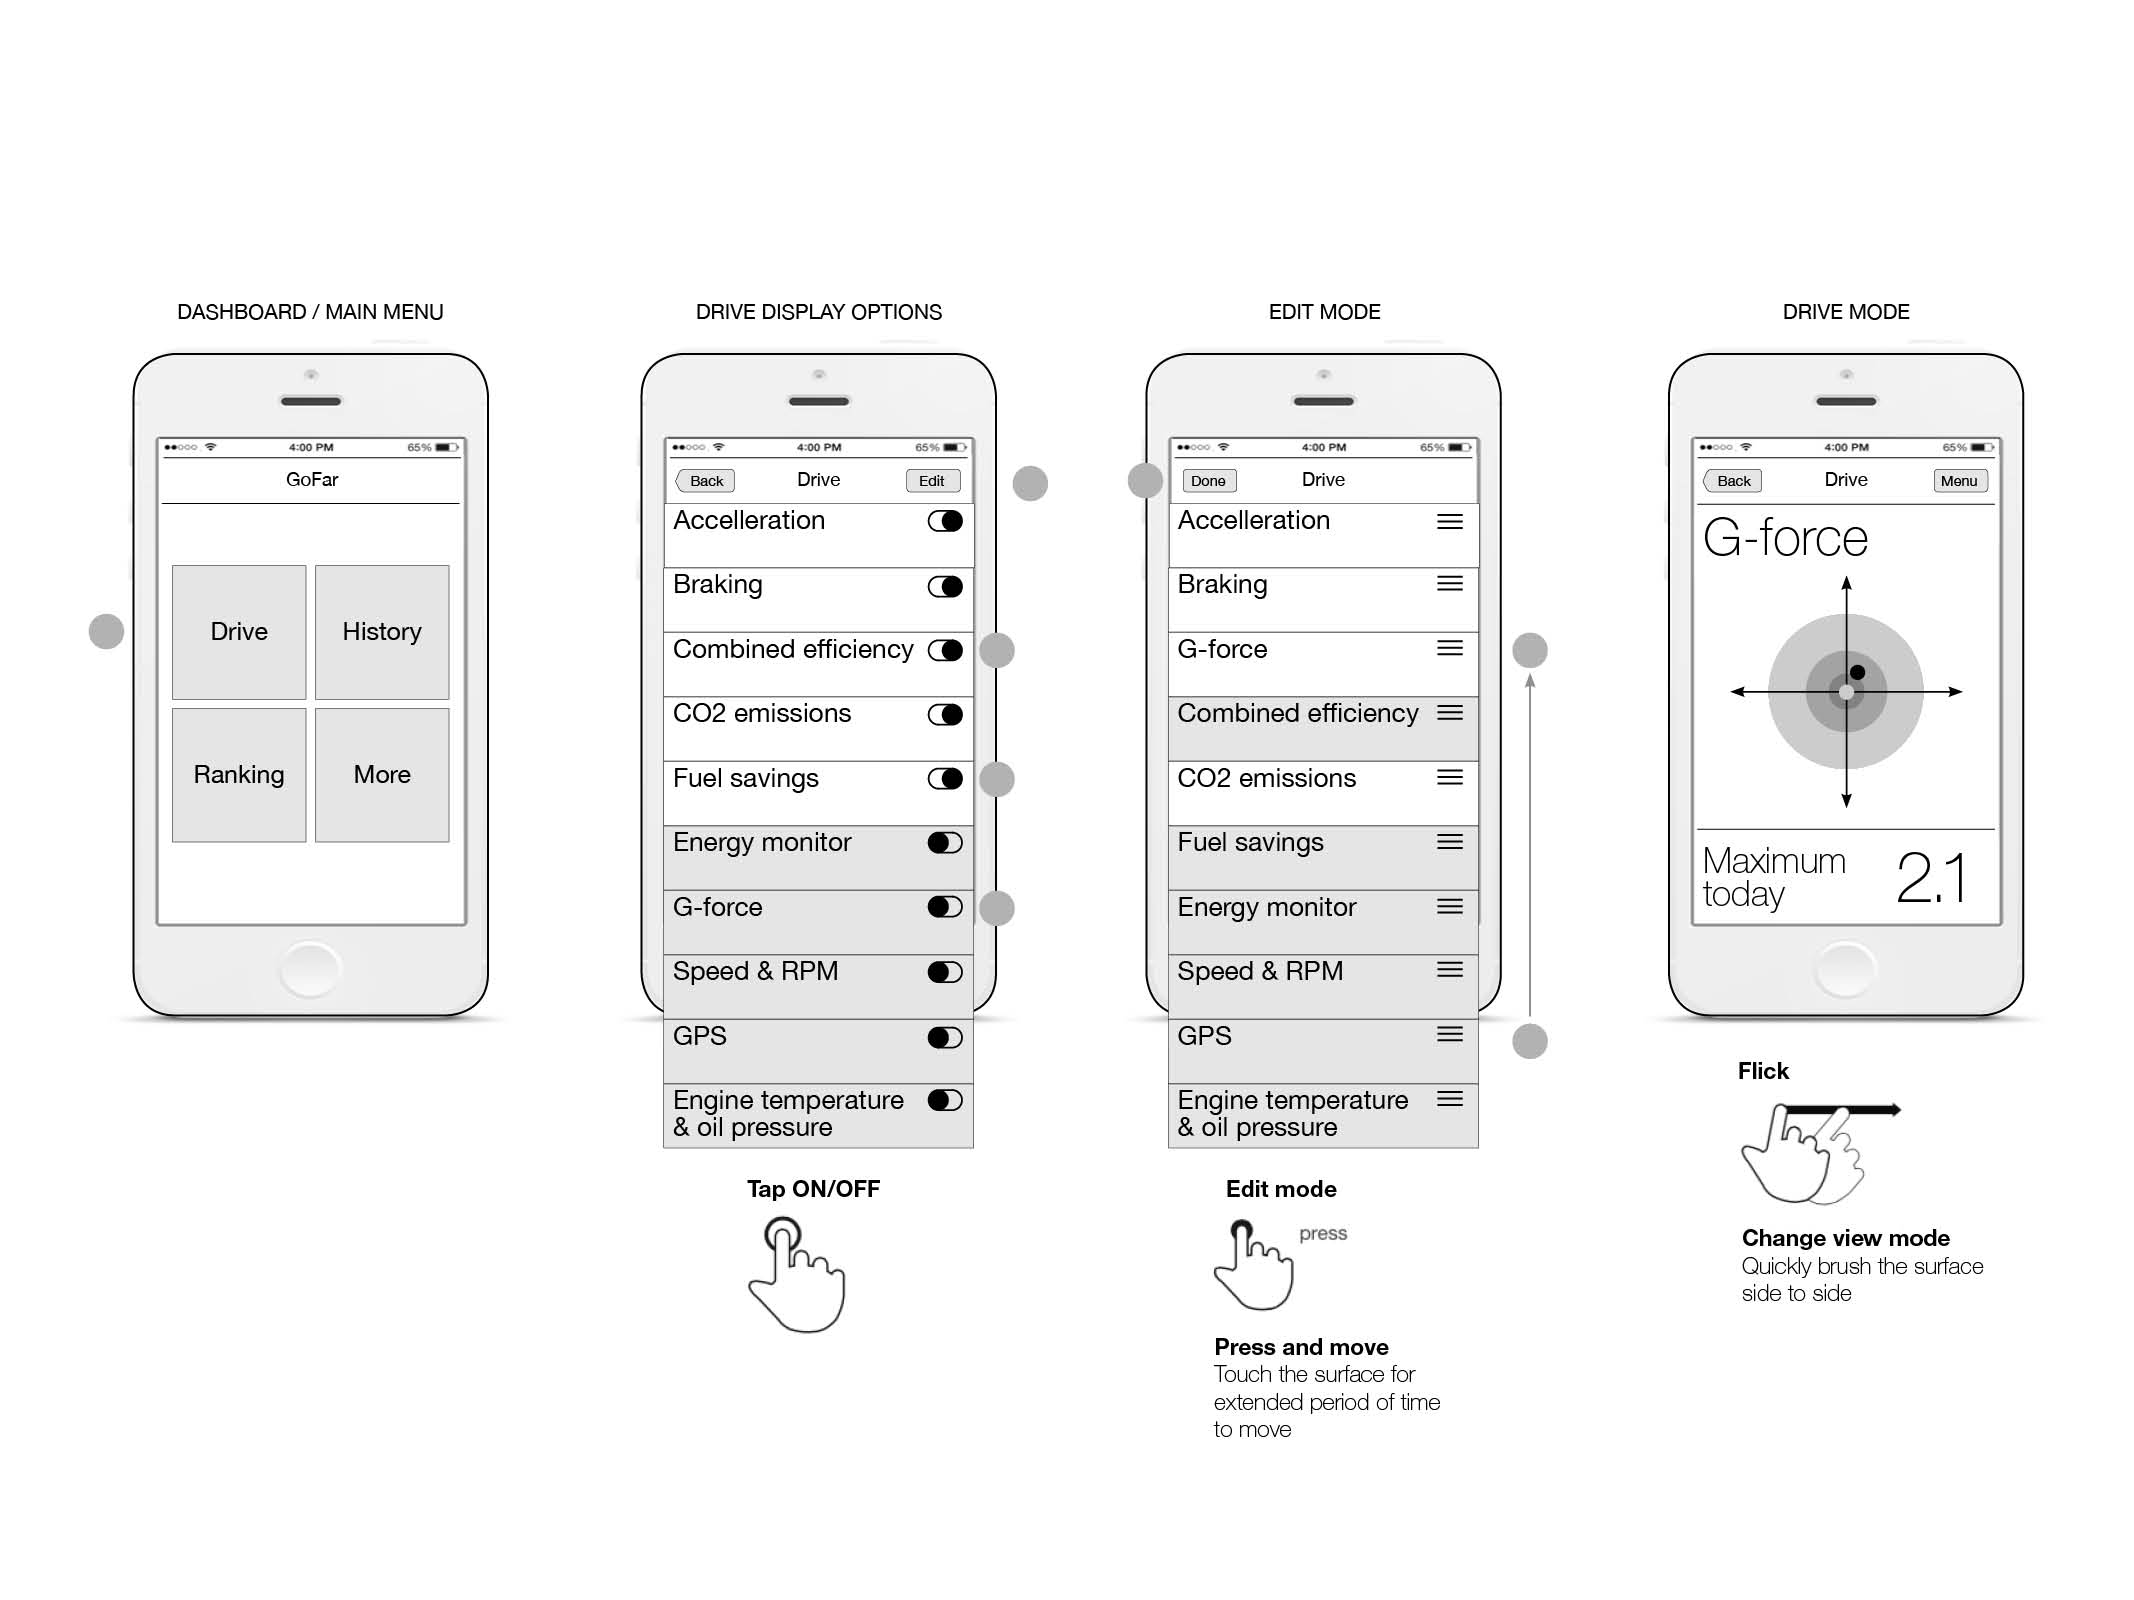 DASHBOARD / MAIN MENU
4:00 PM 65%
GoFar
Drive History
Ranking More
DRIVE DISPLAY OPTIONS
4:00 PM 65%
Back Drive Edit
Accelleration
Braking
Combined efficiency
CO2 emissions
Fuel savings
Energy monitor
G-force
Speed & RPM
GPS
Engine temperature
& oil pressure
Tap ON/OFF
EDIT MODE
4:00 PM 65%
Done Drive
Accelleration
Braking
G-force
Combined efficiency
CO2 emissions
Fuel savings
Energy monitor
Speed & RPM
GPS
Engine temperature
& oil pressure
Edit mode
press
Press and move
Touch the surface for
extended period of time
to move
DRIVE MODE
4:00 PM 65%
Back Drive Menu
G-force
Maximum
today 2.1
Flick
Change view mode
Quickly brush the surface
side to side